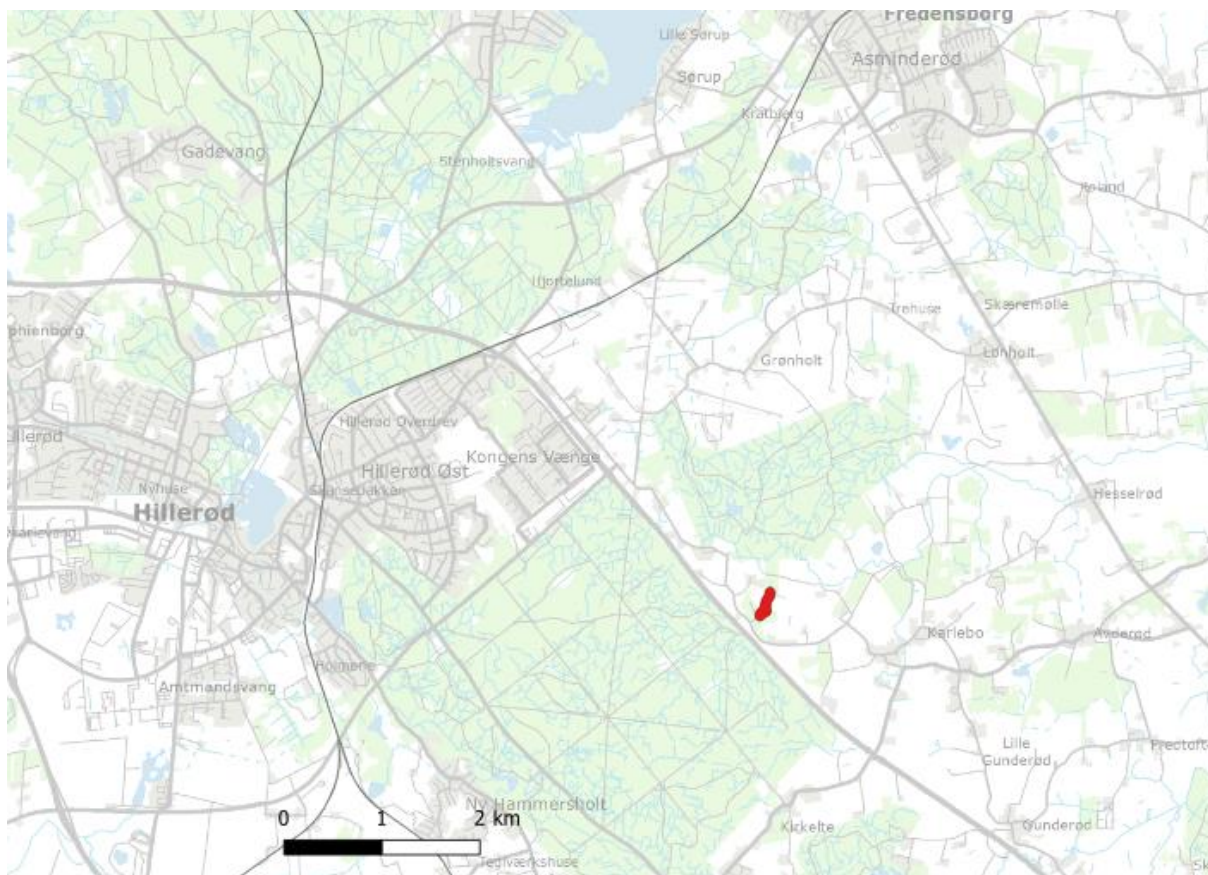 Fredensborg
Lille Sørup
Asminderød
Sørup
Kratbjerg
Gadevang
Stenholtsvang
Hjortelund
Trehuse
Skæremølle
Grønholt
Lønholt
Hillerød Overdrev
Hillerød Øst
Kongens Vænge
Nyhuse
Hillerød
Hesselrød
Karlebo
Avderød
Amtmandsvang
Lille
Gunderød
Ny Hammersholt
0 1 2 km
Kirkelte
Gunderød